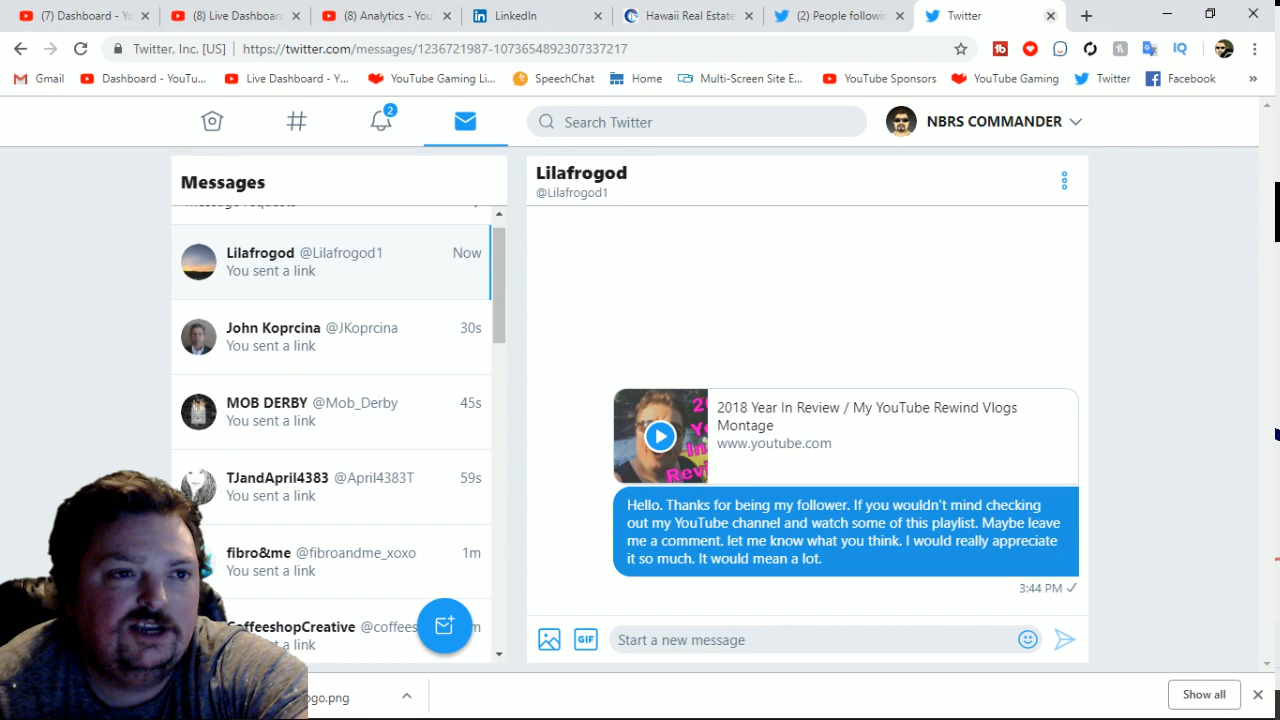 (7) Dashboard - Yo
(8) Live Dashboard
(8) Analytics - You
LinkedIn
Hawaii Real Estate
(2) People followin
Twitter
Twitter, Inc. [US] | https://twitter.com/messages/1236721987-1073654892307337217
Gmail
Dashboard - YouTu...
Live Dashboard - Y...
YouTube Gaming Li...
SpeechChat
Home
Multi-Screen Site E...
YouTube Sponsors
YouTube Gaming
Twitter
Facebook
2
Search Twitter
NBRS COMMANDER
Messages
Message requests
Lilafrogod @Lilafrogod1 Now
You sent a link
John Koprcina @JKoprcina 30s
You sent a link
MOB DERBY @Mob_Derby 45s
You sent a link
TJandApril4383 @April4383T 59s
You sent a link
fibro&me @fibroandme_xoxo 1m
You sent a link
CoffeeshopCreative @coffees
a link
Lilafrogod
@Lilafrogod1
2018 Year In Review / My YouTube Rewind Vlogs
Montage
www.youtube.com
Hello. Thanks for being my follower. If you wouldn't mind checking
out my YouTube channel and watch some of this playlist. Maybe leave
me a comment. let me know what you think. I would really appreciate
it so much. It would mean a lot.
3:44 PM
GIF
Start a new message
ogo.png
Show all